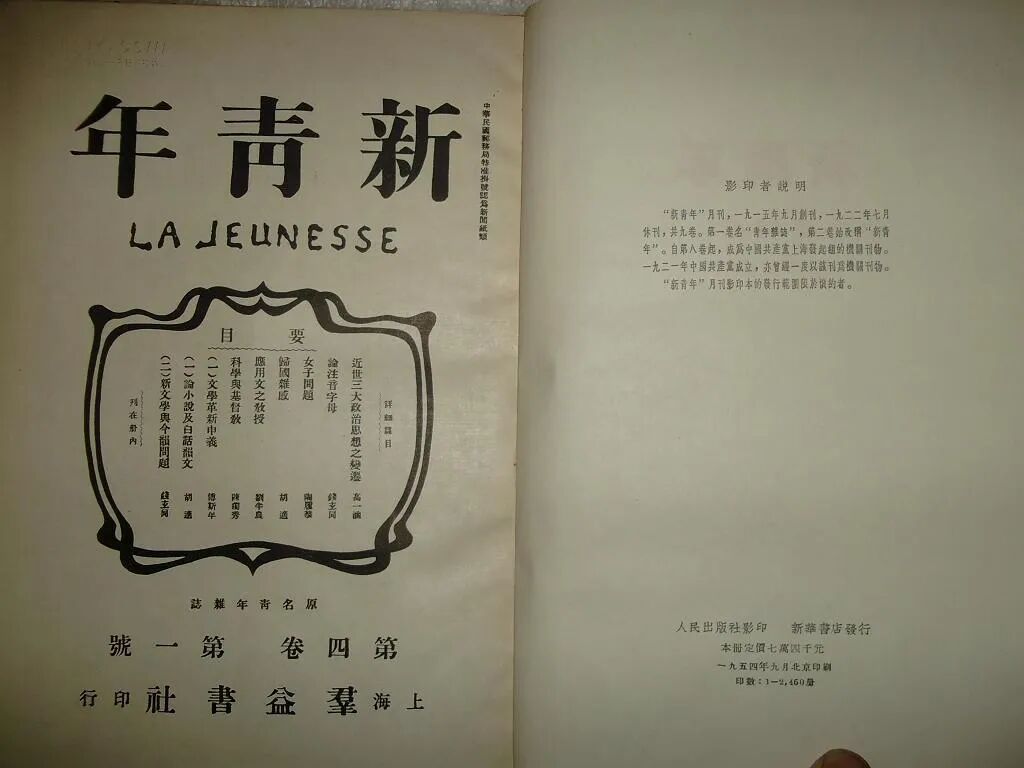 新青年
中華民國郵務局特准掛號認爲新聞紙類
LA JEUNESSE
要目
詳細篇目
近世三大政治思想之變遷 高一涵
論注音字母 錢玄同
女子問題 陶履恭
歸國雜感 胡適
應用文之教授 劉半農
科學與基督教 陳獨秀
（一）文學革新申義 傅斯年
（一）論小說及白話韻文 胡適
（二）新文學與今韻問題 錢玄同
列在册內
原名青年雜誌
第四卷 第一號
上海羣益書社印行
影印者說明
“新青年”月刊，一九一五年九月創刊，一九二二年七月
休刊，共九卷。第一卷名“青年雜誌”，第二卷始改稱“新青
年”。自第八卷起，成爲中國共產黨上海發起組的機關刊物。
一九二一年中國共產黨成立，亦曾經一度以該刊爲機關刊物。
“新青年”月刊影印本的發行範圍限於預約者。
人民出版社影印 新華書店發行
本冊定價七萬四千元
一九五四年九月北京印刷
印數：1—2,460册